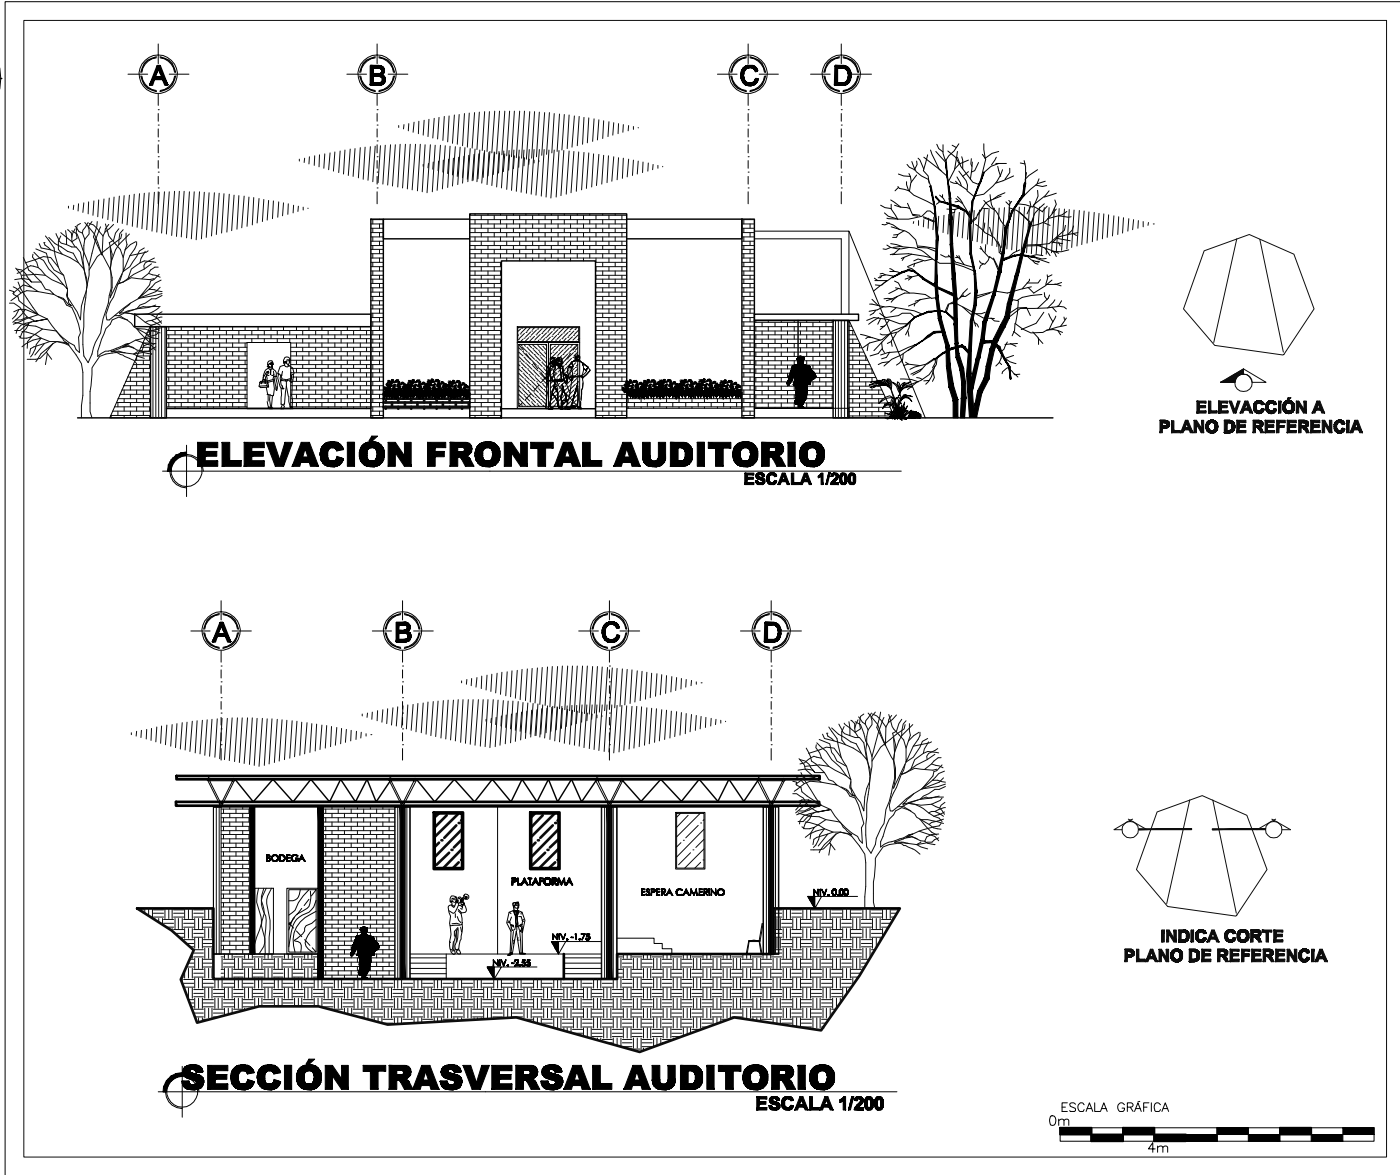 A
B
C
D
ELEVACCIÓN A
PLANO DE REFERENCIA
ELEVACIÓN FRONTAL AUDITORIO
ESCALA 1/200
A
B
C
D
BODEGA
PLATAFORMA
ESPERA CAMERINO
NIV. 0.00
NIV. -1.75
NIV. -2.55
INDICA CORTE
PLANO DE REFERENCIA
SECCIÓN TRASVERSAL AUDITORIO
ESCALA 1/200
ESCALA GRÁFICA
0m
4m